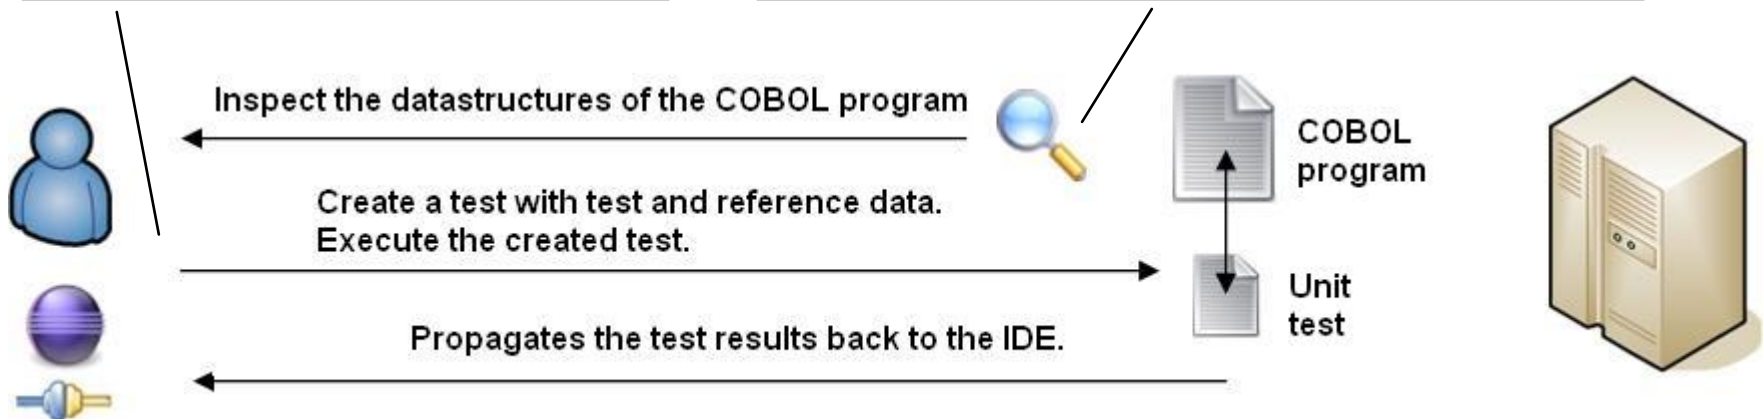 Inspect the datastructures of the COBOL program
COBOL
program
Create a test with test and reference data.
Execute the created test.
Unit
test
Propagates the test results back to the IDE.